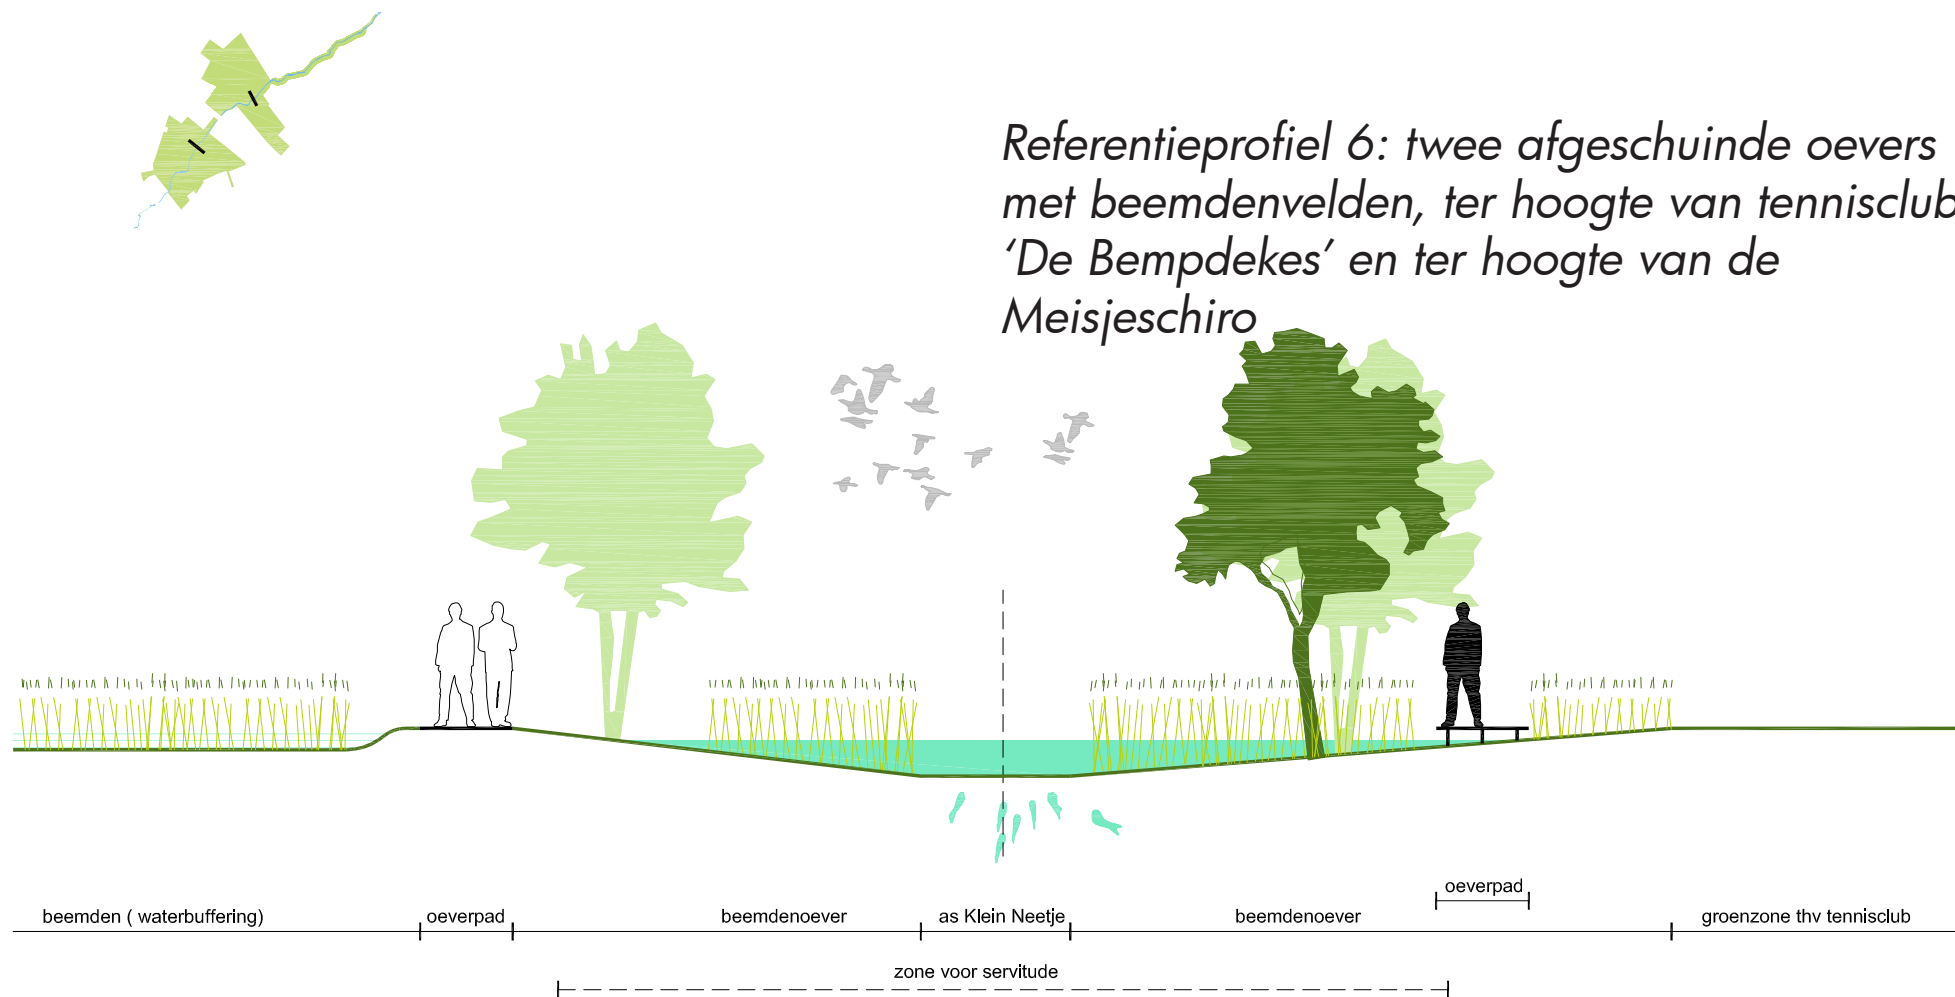 Referentieprofiel 6: twee afgeschuinde oevers
met beemdenvelden, ter hoogte van tennisclub
‘De Bempdekes’ en ter hoogte van de
Meisjeschiro
oeverpad
beemden ( waterbuffering)
oeverpad
beemdenoever
as Klein Neetje
beemdenoever
groenzone thv tennisclub
zone voor servitude